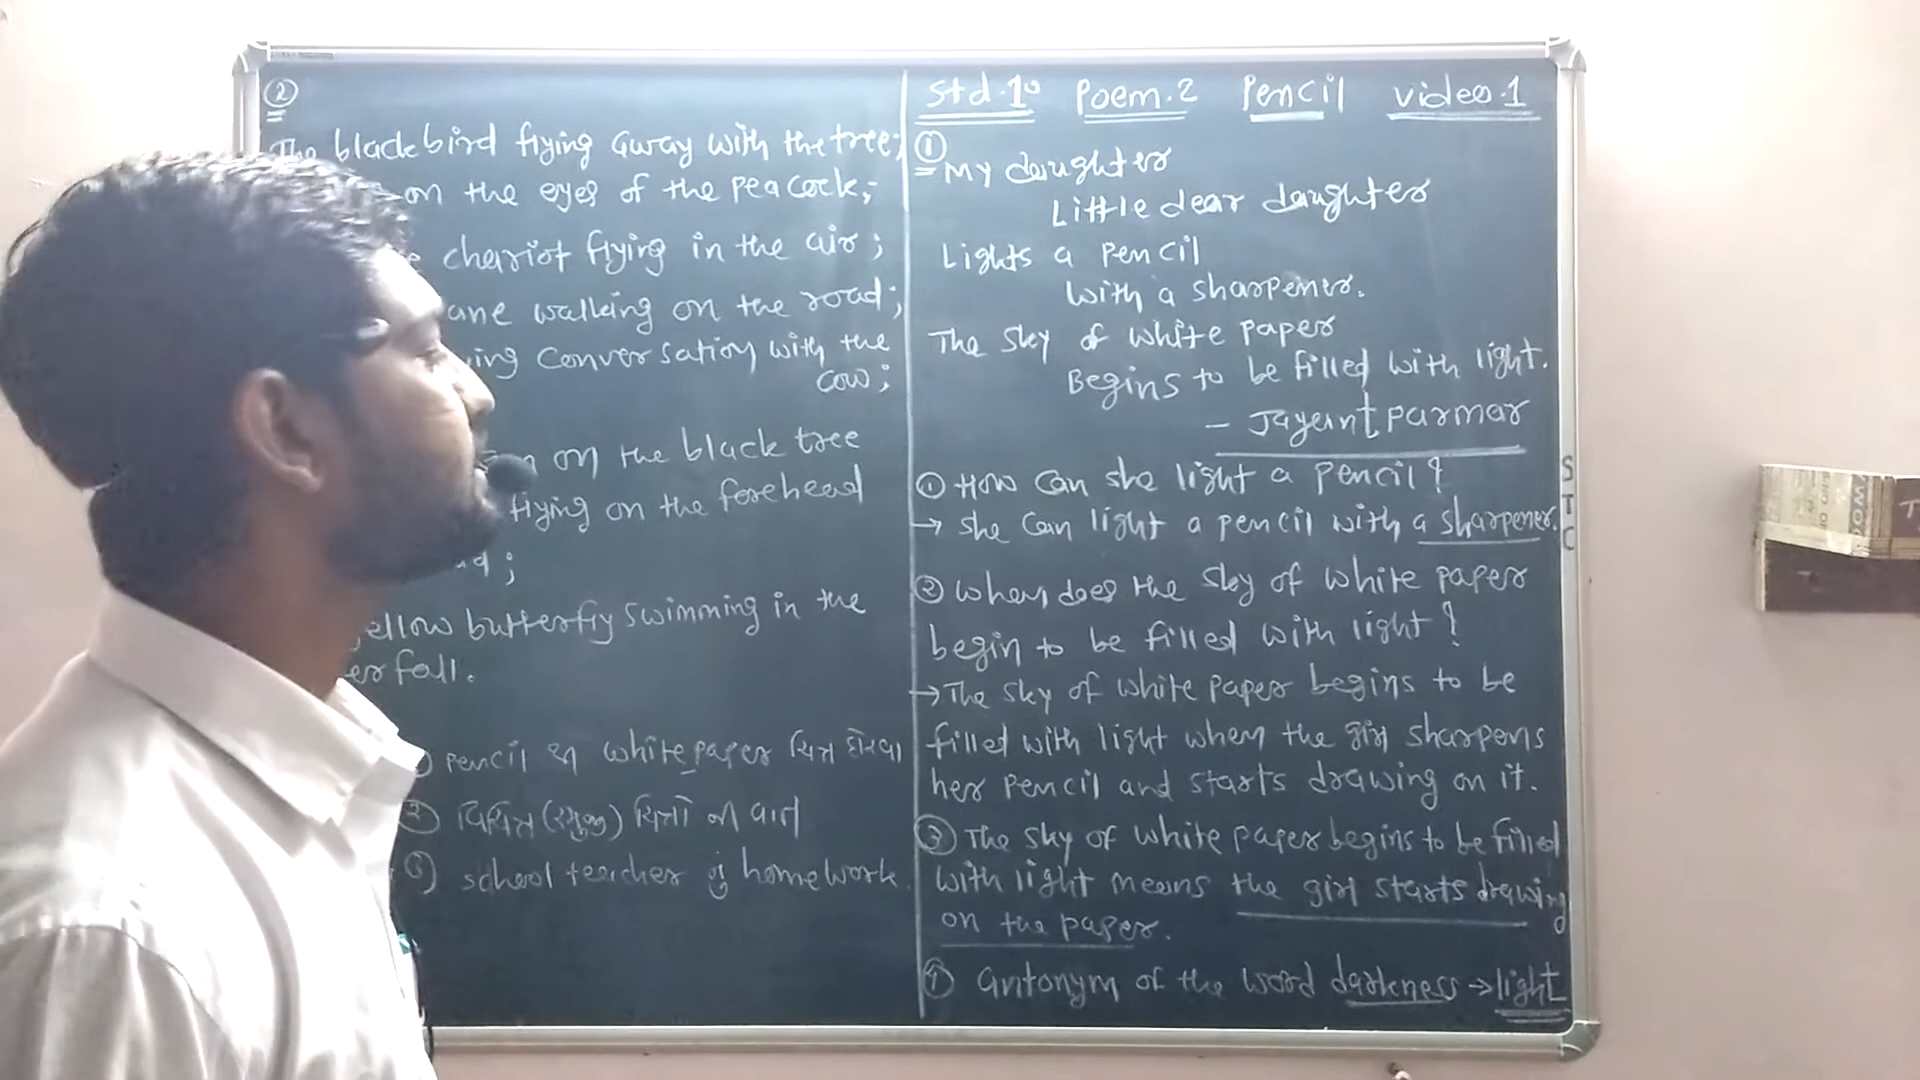 ②
The blackbird flying away with the tree;
on the eyes of the peacock;
chariot flying in the air;
ane walking on the road;
ing Conversation with the
cow;
on the black tree
flying on the forehead
yellow butterfly swimming in the
er fall.
Pencil થી white paper ચિત્ર દોરવા
② વિચિત્ર (રમુજી) ચિત્રો ની વાત
③ school teacher નું homework.
Std.10 Poem.2 Pencil video.1
①
My daughter
Little dear daughter
Lights a pencil
With a sharpener.
The sky of white paper
Begins to be filled with light.
- Jayant Parmar
① How can she light a pencil?
→ she can light a pencil with a sharpener.
② When does the sky of white paper
begin to be filled with light?
→ The sky of white paper begins to be
filled with light when the girl sharpens
her pencil and starts drawing on it.
③ The sky of white paper begins to be filled
with light means the girl starts drawing
on the paper.
④ Antonym of the word darkness → light
STC